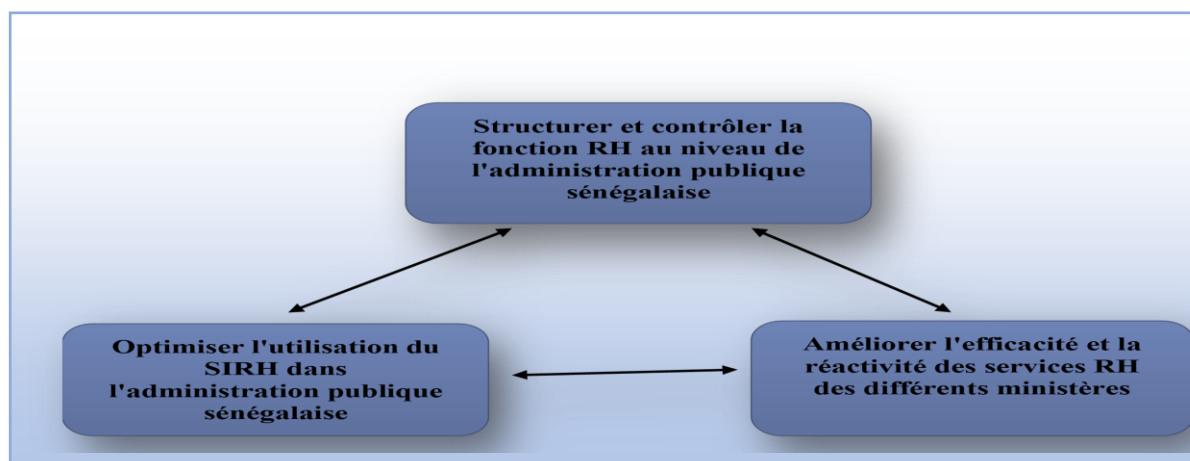 Structurer et contrôler la
fonction RH au niveau de
l'administration publique
sénégalaise
Optimiser l'utilisation du
SIRH dans
l'administration publique
sénégalaise
Améliorer l'efficacité et la
réactivité des services RH
des différents ministères